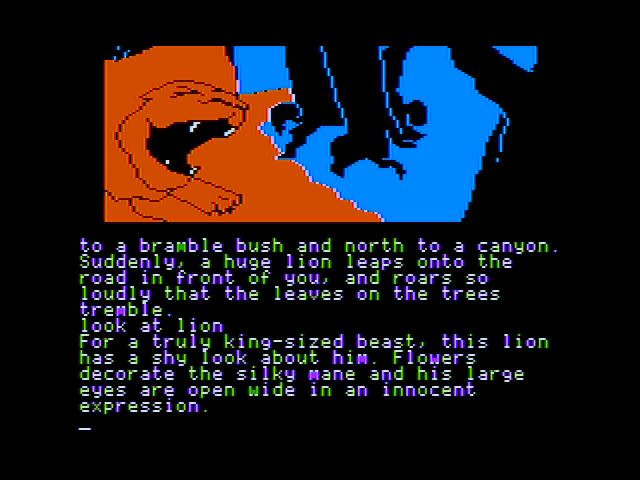 to a bramble bush and north to a canyon.
Suddenly, a huge lion leaps onto the
road in front of you, and roars so
loudly that the leaves on the trees
tremble.
look at lion
For a truly king-sized beast, this lion
has a shy look about him. Flowers
decorate the silky mane and his large
eyes are open wide in an innocent
expression.